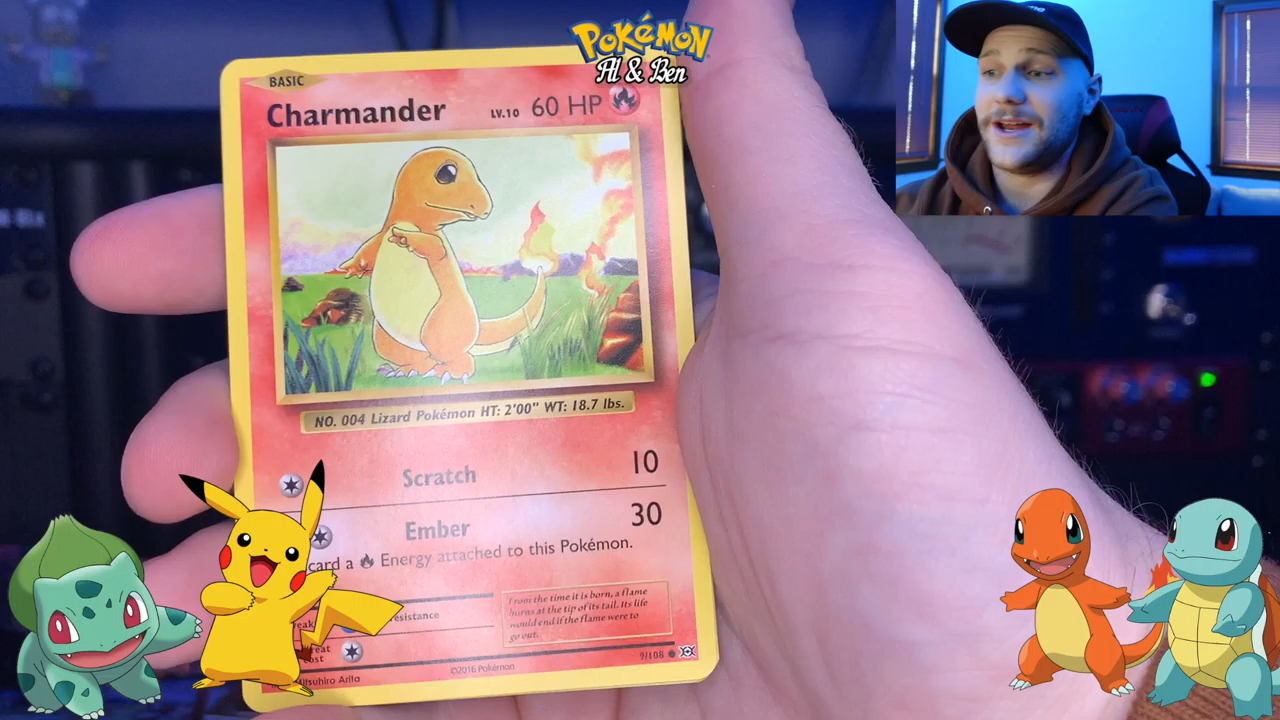 POKéMON
Al & Ben
BASIC
Charmander LV.10 60 HP
NO. 004 Lizard Pokémon HT: 2'00" WT: 18.7 lbs.
Scratch 10
Ember 30
card a Energy attached to this Pokémon.
resistance
From the time it is born, a flame
burns at the tip of its tail. Its life
would end if the flame were to
go out.
reat
cost
9/108
©2016 Pokémon
Mitsuhiro Arita